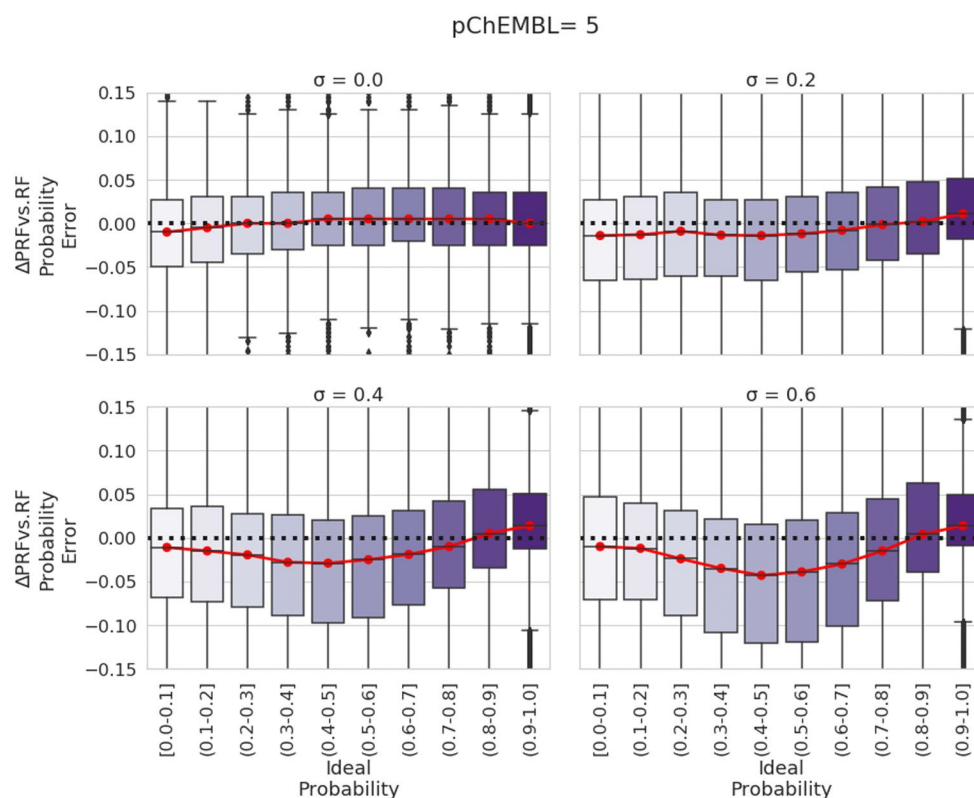 pChEMBL= 5
σ = 0.0
σ = 0.2
0.15
0.10
0.05
0.00
−0.05
−0.10
−0.15
ΔPRFvs.RF
Probability
Error
σ = 0.4
σ = 0.6
0.15
0.10
0.05
0.00
−0.05
−0.10
−0.15
ΔPRFvs.RF
Probability
Error
[0.0-0.1]
(0.1-0.2]
(0.2-0.3]
(0.3-0.4]
(0.4-0.5]
(0.5-0.6]
(0.6-0.7]
(0.7-0.8]
(0.8-0.9]
(0.9-1.0]
[0.0-0.1]
(0.1-0.2]
(0.2-0.3]
(0.3-0.4]
(0.4-0.5]
(0.5-0.6]
(0.6-0.7]
(0.7-0.8]
(0.8-0.9]
(0.9-1.0]
Ideal
Probability
Ideal
Probability